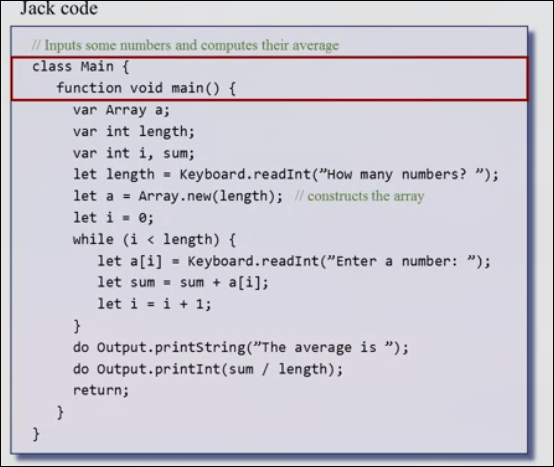 Jack code
// Inputs some numbers and computes their average
class Main {
function void main() {
var Array a;
var int length;
var int i, sum;
let length = Keyboard.readInt(”How many numbers? ”);
let a = Array.new(length); // constructs the array
let i = 0;
while (i < length) {
let a[i] = Keyboard.readInt(”Enter a number: ”);
let sum = sum + a[i];
let i = i + 1;
}
do Output.printString(”The average is ”);
do Output.printInt(sum / length);
return;
}
}